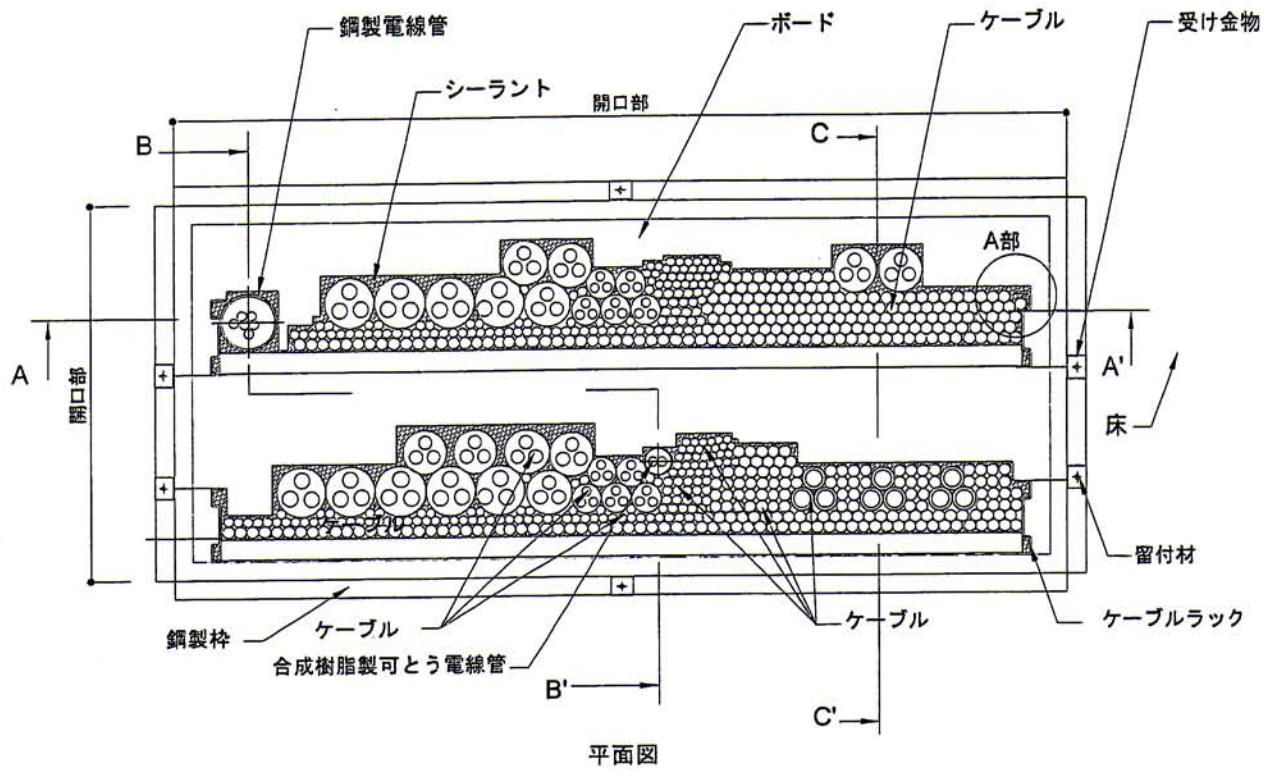 鋼製電線管
ボード
ケーブル
受け金物
シーラント
開口部
B
C
A部
A
A'
開口部
床
ケーブル
留付材
鋼製枠
ケーブル
ケーブル
ケーブルラック
合成樹脂製可とう電線管
B'
C'
平面図